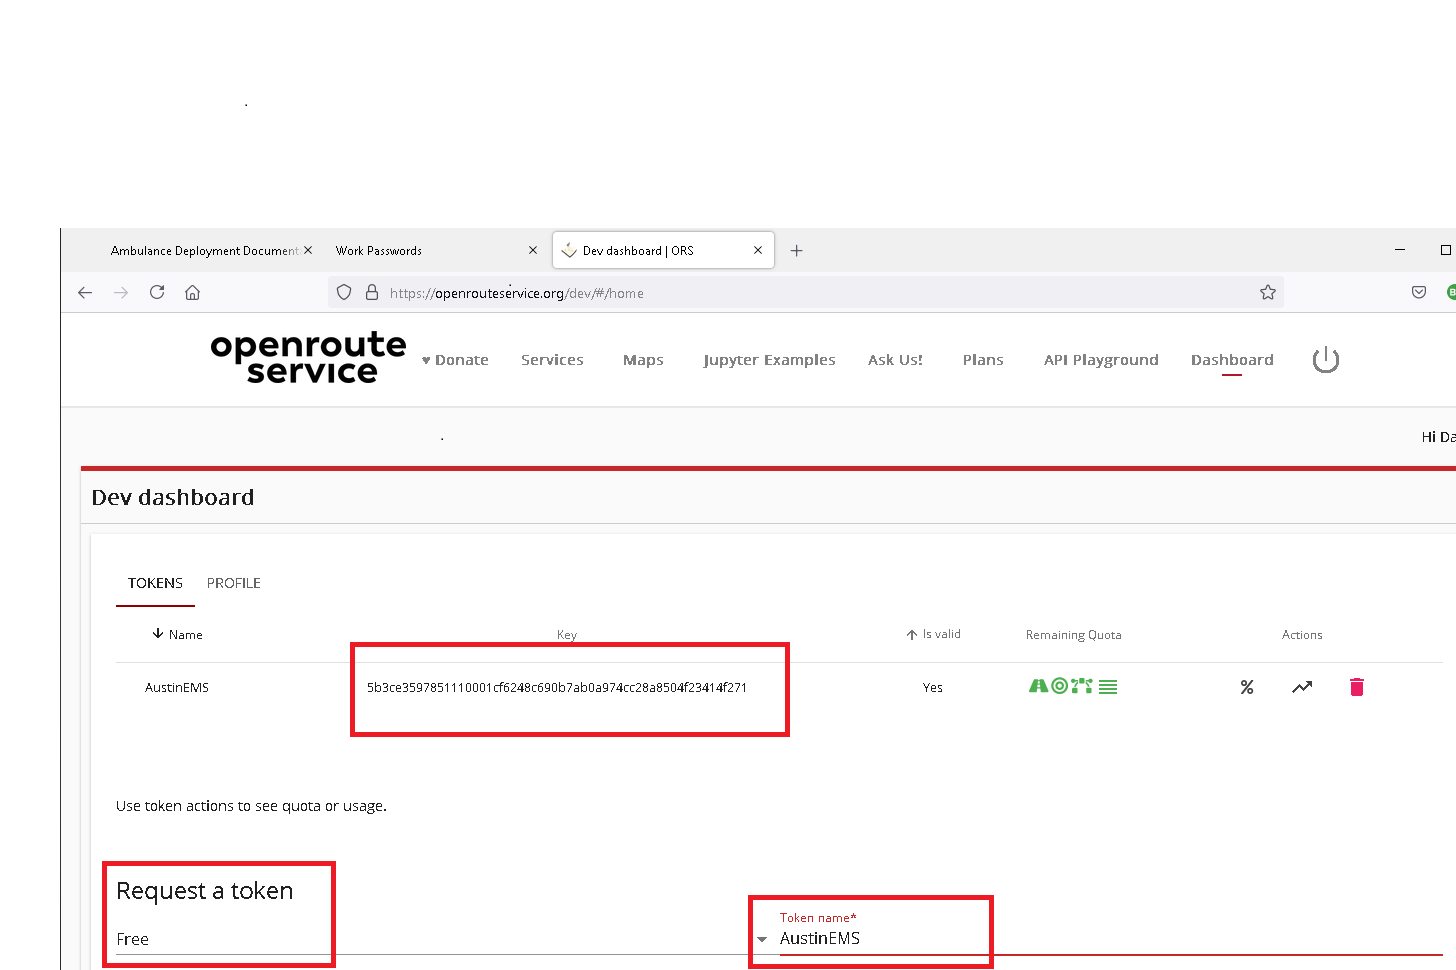 Ambulance Deployment Document
Work Passwords
Dev dashboard | ORS
https://openrouteservice.org/dev/#/home
openroute
service
♥ Donate
Services
Maps
Jupyter Examples
Ask Us!
Plans
API Playground
Dashboard
Hi Da
Dev dashboard
TOKENS
PROFILE
Name
Key
Is valid
Remaining Quota
Actions
AustinEMS
5b3ce3597851110001cf6248c690b7ab0a974cc28a8504f23414f271
Yes
%
Use token actions to see quota or usage.
Request a token
Token name*
Free
AustinEMS